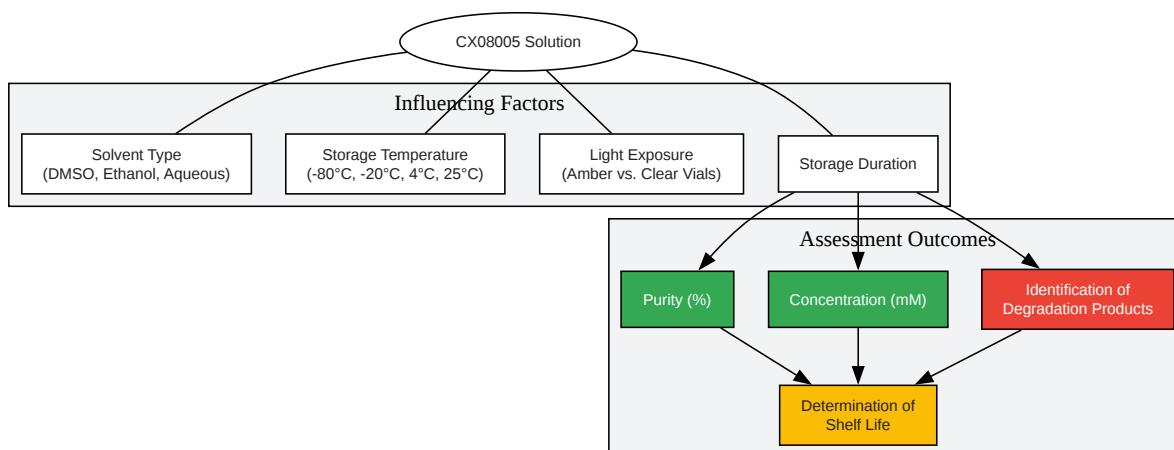 CX08005 Solution
Influencing Factors
Solvent Type
(DMSO, Ethanol, Aqueous)
Storage Temperature
(-80°C, -20°C, 4°C, 25°C)
Light Exposure
(Amber vs. Clear Vials)
Storage Duration
Assessment Outcomes
Purity (%)
Concentration (mM)
Identification of
Degradation Products
Determination of
Shelf Life